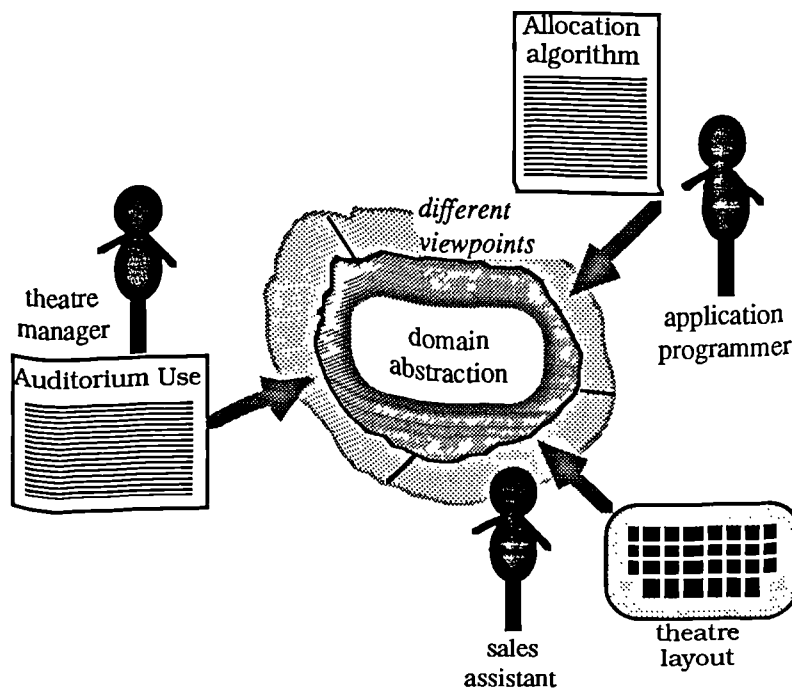 Allocation
algorithm
different
viewpoints
theatre
manager
application
programmer
domain
abstraction
Auditorium Use
sales
assistant
theatre
layout